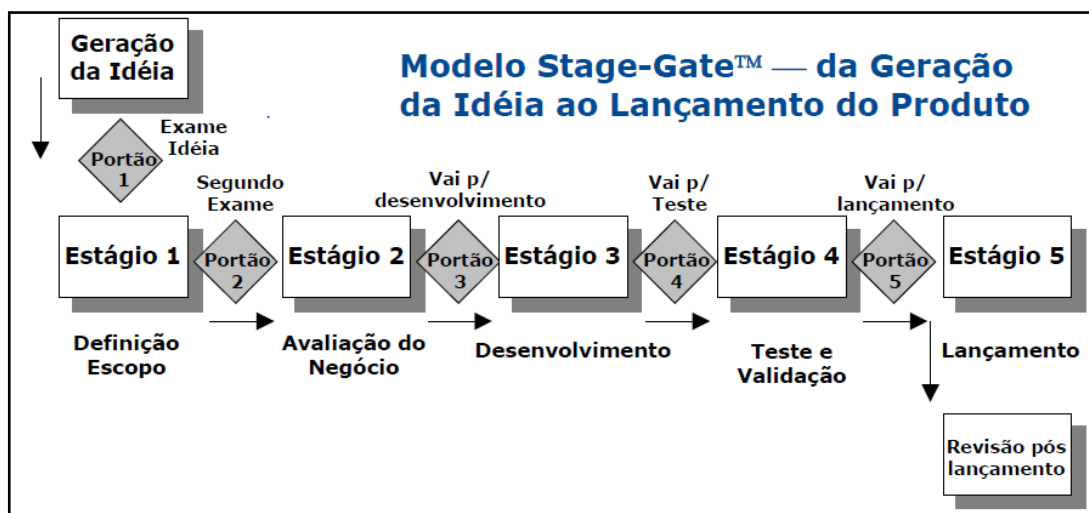 Geração
da Idéia
Modelo Stage-Gate™ — da Geração
da Idéia ao Lançamento do Produto
Portão
1
Exame
Idéia
Segundo
Exame
Vai p/
desenvolvimento
Vai p/
Teste
Vai p/
lançamento
Estágio 1
Portão
2
Estágio 2
Portão
3
Estágio 3
Portão
4
Estágio 4
Portão
5
Estágio 5
Definição
Escopo
Avaliação do
Negócio
Desenvolvimento
Teste e
Validação
Lançamento
Revisão pós
lançamento